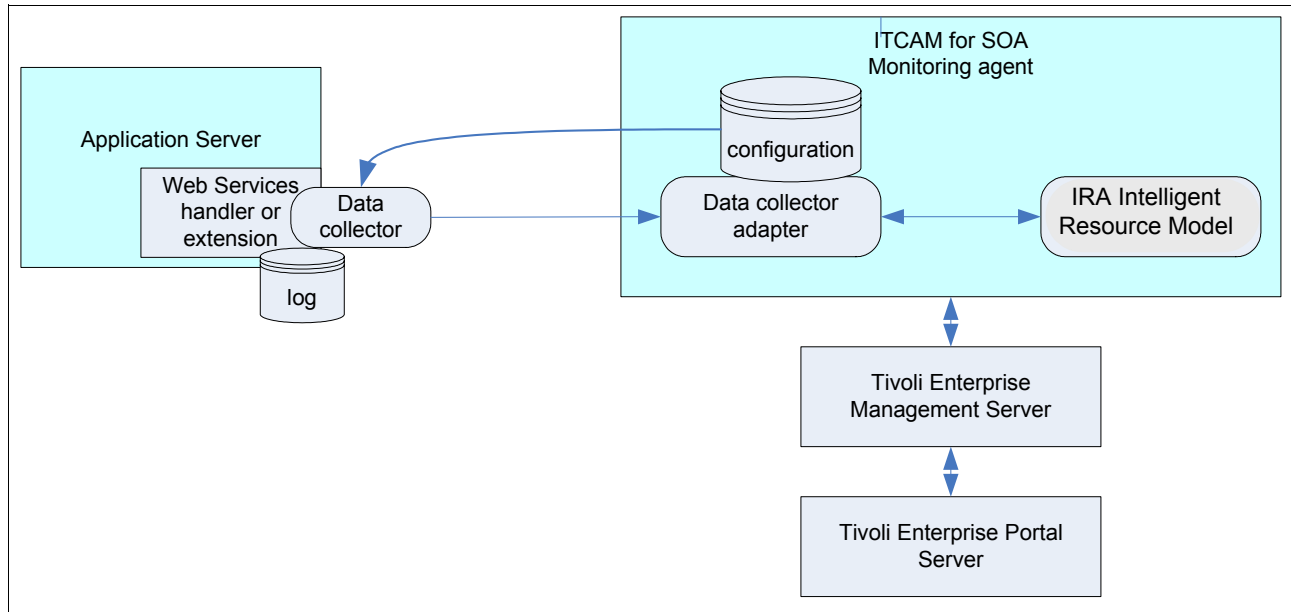 ITCAM for SOA
Monitoring agent
Application Server
configuration
Web Services
handler or
extension
Data
collector
Data collector
adapter
IRA Intelligent
Resource Model
log
Tivoli Enterprise
Management Server
Tivoli Enterprise Portal
Server